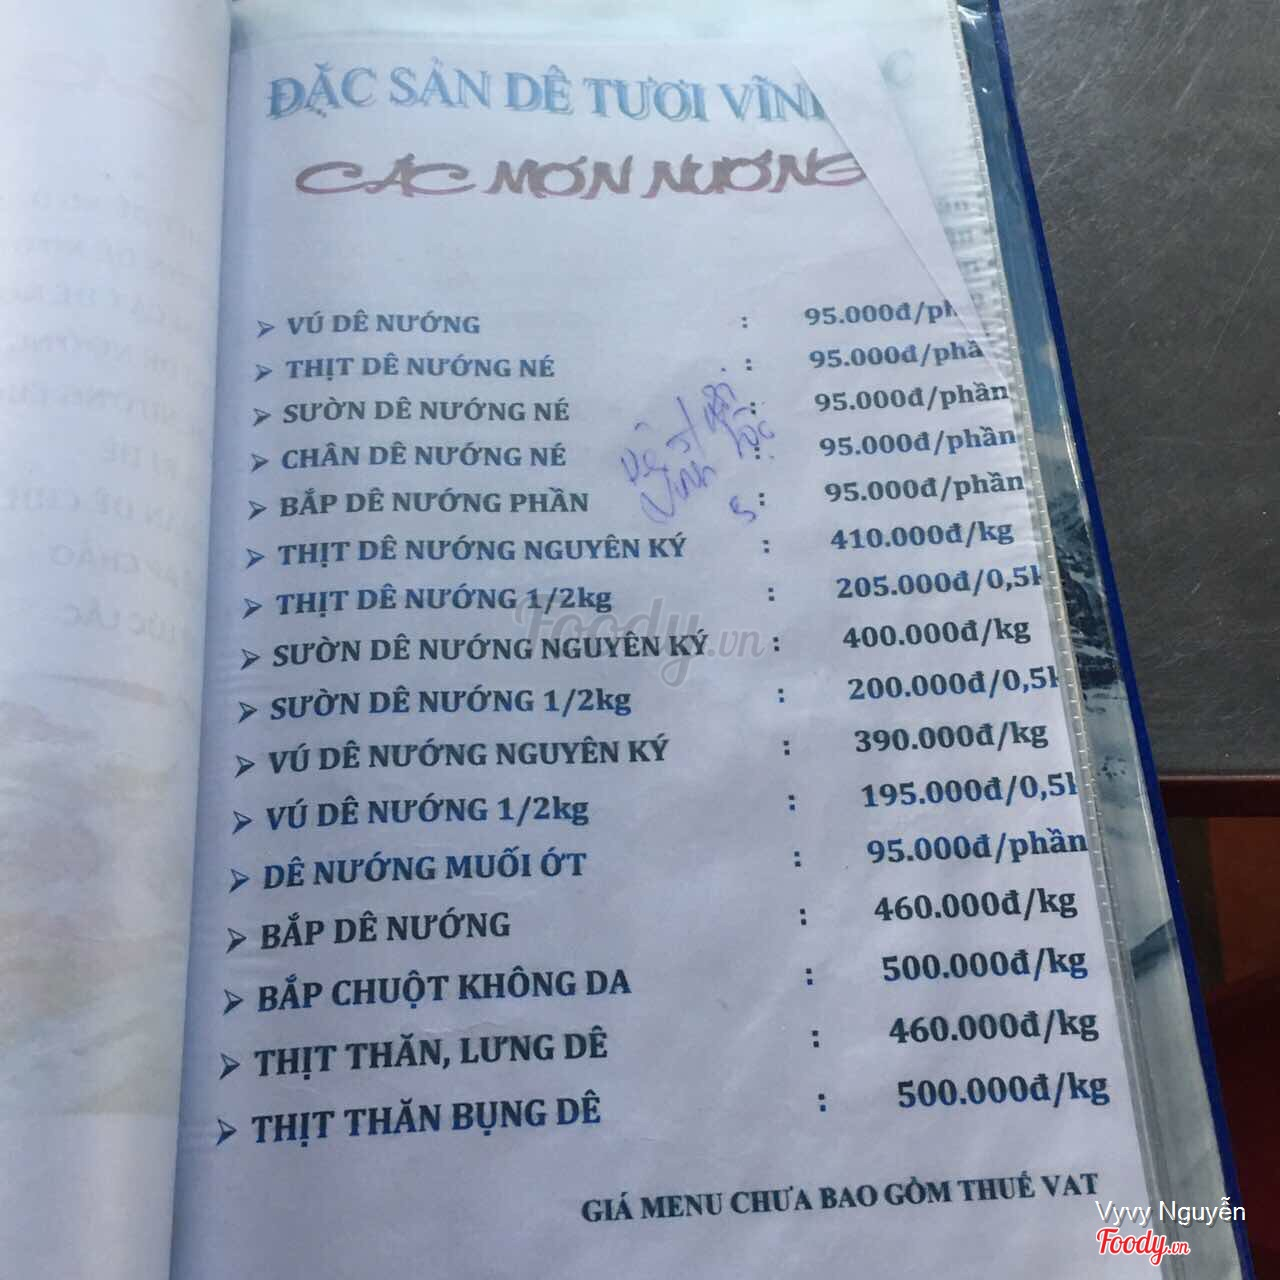 ĐẶC SẢN DÊ TƯƠI VĨNH
CÁC MÓN NƯỚNG
➢ VÚ DÊ NƯỚNG : 95.000đ/ph
➢ THỊT DÊ NƯỚNG NÉ : 95.000đ/phầ
➢ SƯỜN DÊ NƯỚNG NÉ : 95.000đ/phần
➢ CHÂN DÊ NƯỚNG NÉ : 95.000đ/phần
➢ BẮP DÊ NƯỚNG PHẦN : 95.000đ/phần
➢ THỊT DÊ NƯỚNG NGUYÊN KÝ : 410.000đ/kg
➢ THỊT DÊ NƯỚNG 1/2kg : 205.000đ/0,5k
➢ SƯỜN DÊ NƯỚNG NGUYÊN KÝ : 400.000đ/kg
➢ SƯỜN DÊ NƯỚNG 1/2kg : 200.000đ/0,5k
➢ VÚ DÊ NƯỚNG NGUYÊN KÝ : 390.000đ/kg
➢ VÚ DÊ NƯỚNG 1/2kg : 195.000đ/0,5k
➢ DÊ NƯỚNG MUỐI ỚT : 95.000đ/phần
➢ BẮP DÊ NƯỚNG : 460.000đ/kg
➢ BẮP CHUỘT KHÔNG DA : 500.000đ/kg
➢ THỊT THĂN, LƯNG DÊ : 460.000đ/kg
➢ THỊT THĂN BỤNG DÊ : 500.000đ/kg
GIÁ MENU CHƯA BAO GỒM THUẾ VAT
Vĩnh Lộc
Foody.vn
Vyvy Nguyễn
Foody.vn